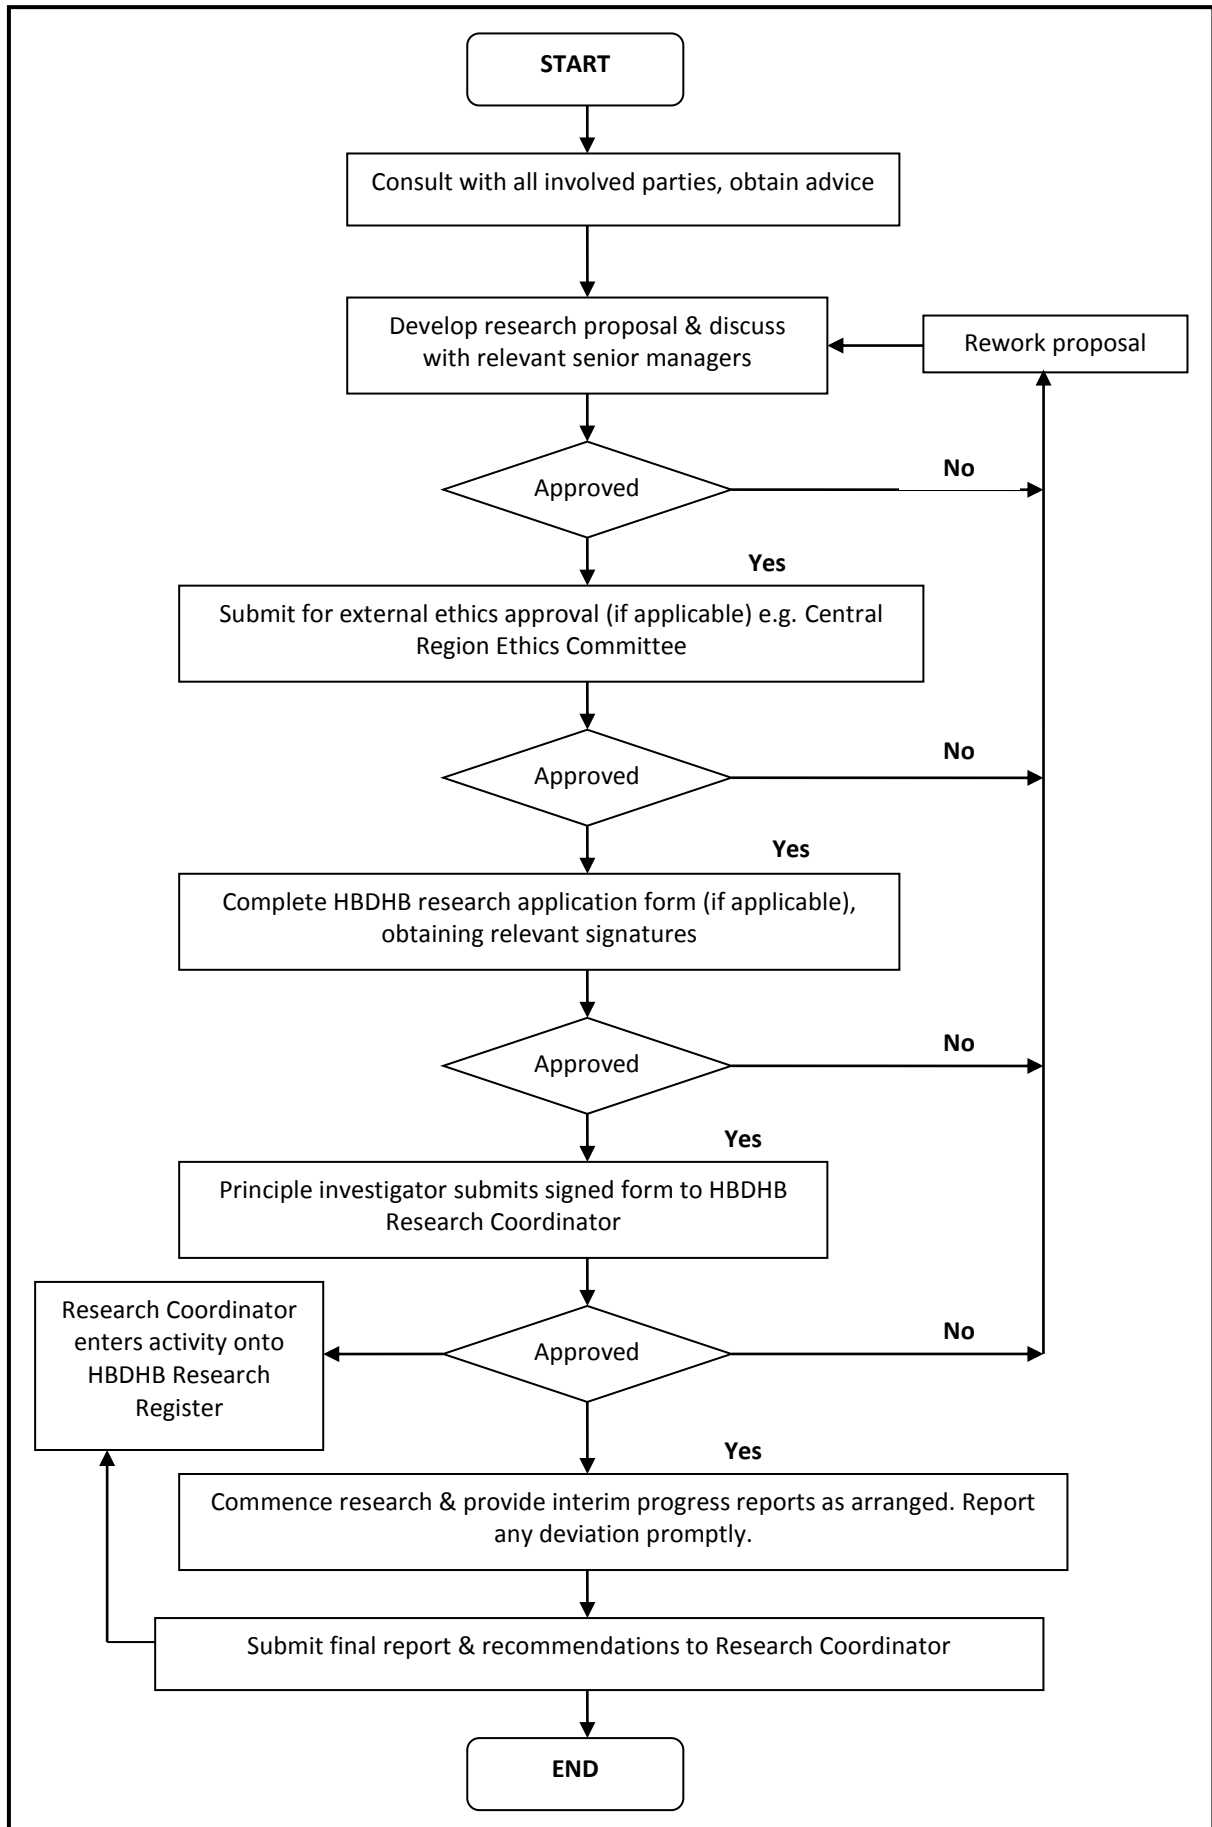 START
Consult with all involved parties, obtain advice
Develop research proposal & discuss
with relevant senior managers
Rework proposal
Approved
No
Yes
Submit for external ethics approval (if applicable) e.g. Central
Region Ethics Committee
Approved
No
Yes
Complete HBDHB research application form (if applicable),
obtaining relevant signatures
Approved
No
Yes
Principle investigator submits signed form to HBDHB
Research Coordinator
Research Coordinator
enters activity onto
HBDHB Research
Register
Approved
No
Yes
Commence research & provide interim progress reports as arranged. Report
any deviation promptly.
Submit final report & recommendations to Research Coordinator
END